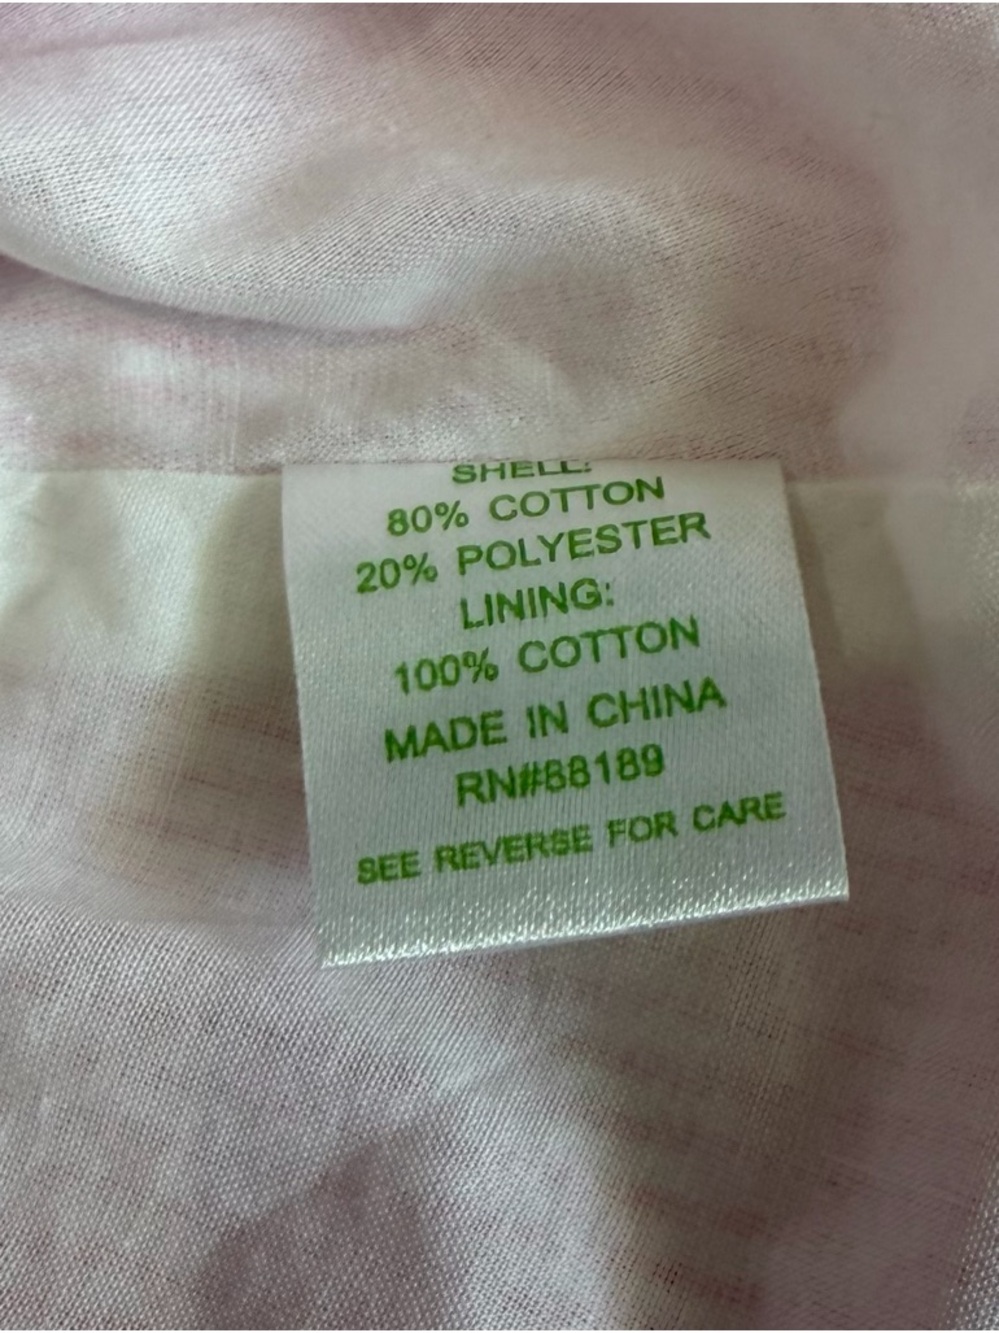 SHELL:
80% COTTON
20% POLYESTER
LINING:
100% COTTON
MADE IN CHINA
RN#88189
SEE REVERSE FOR CARE